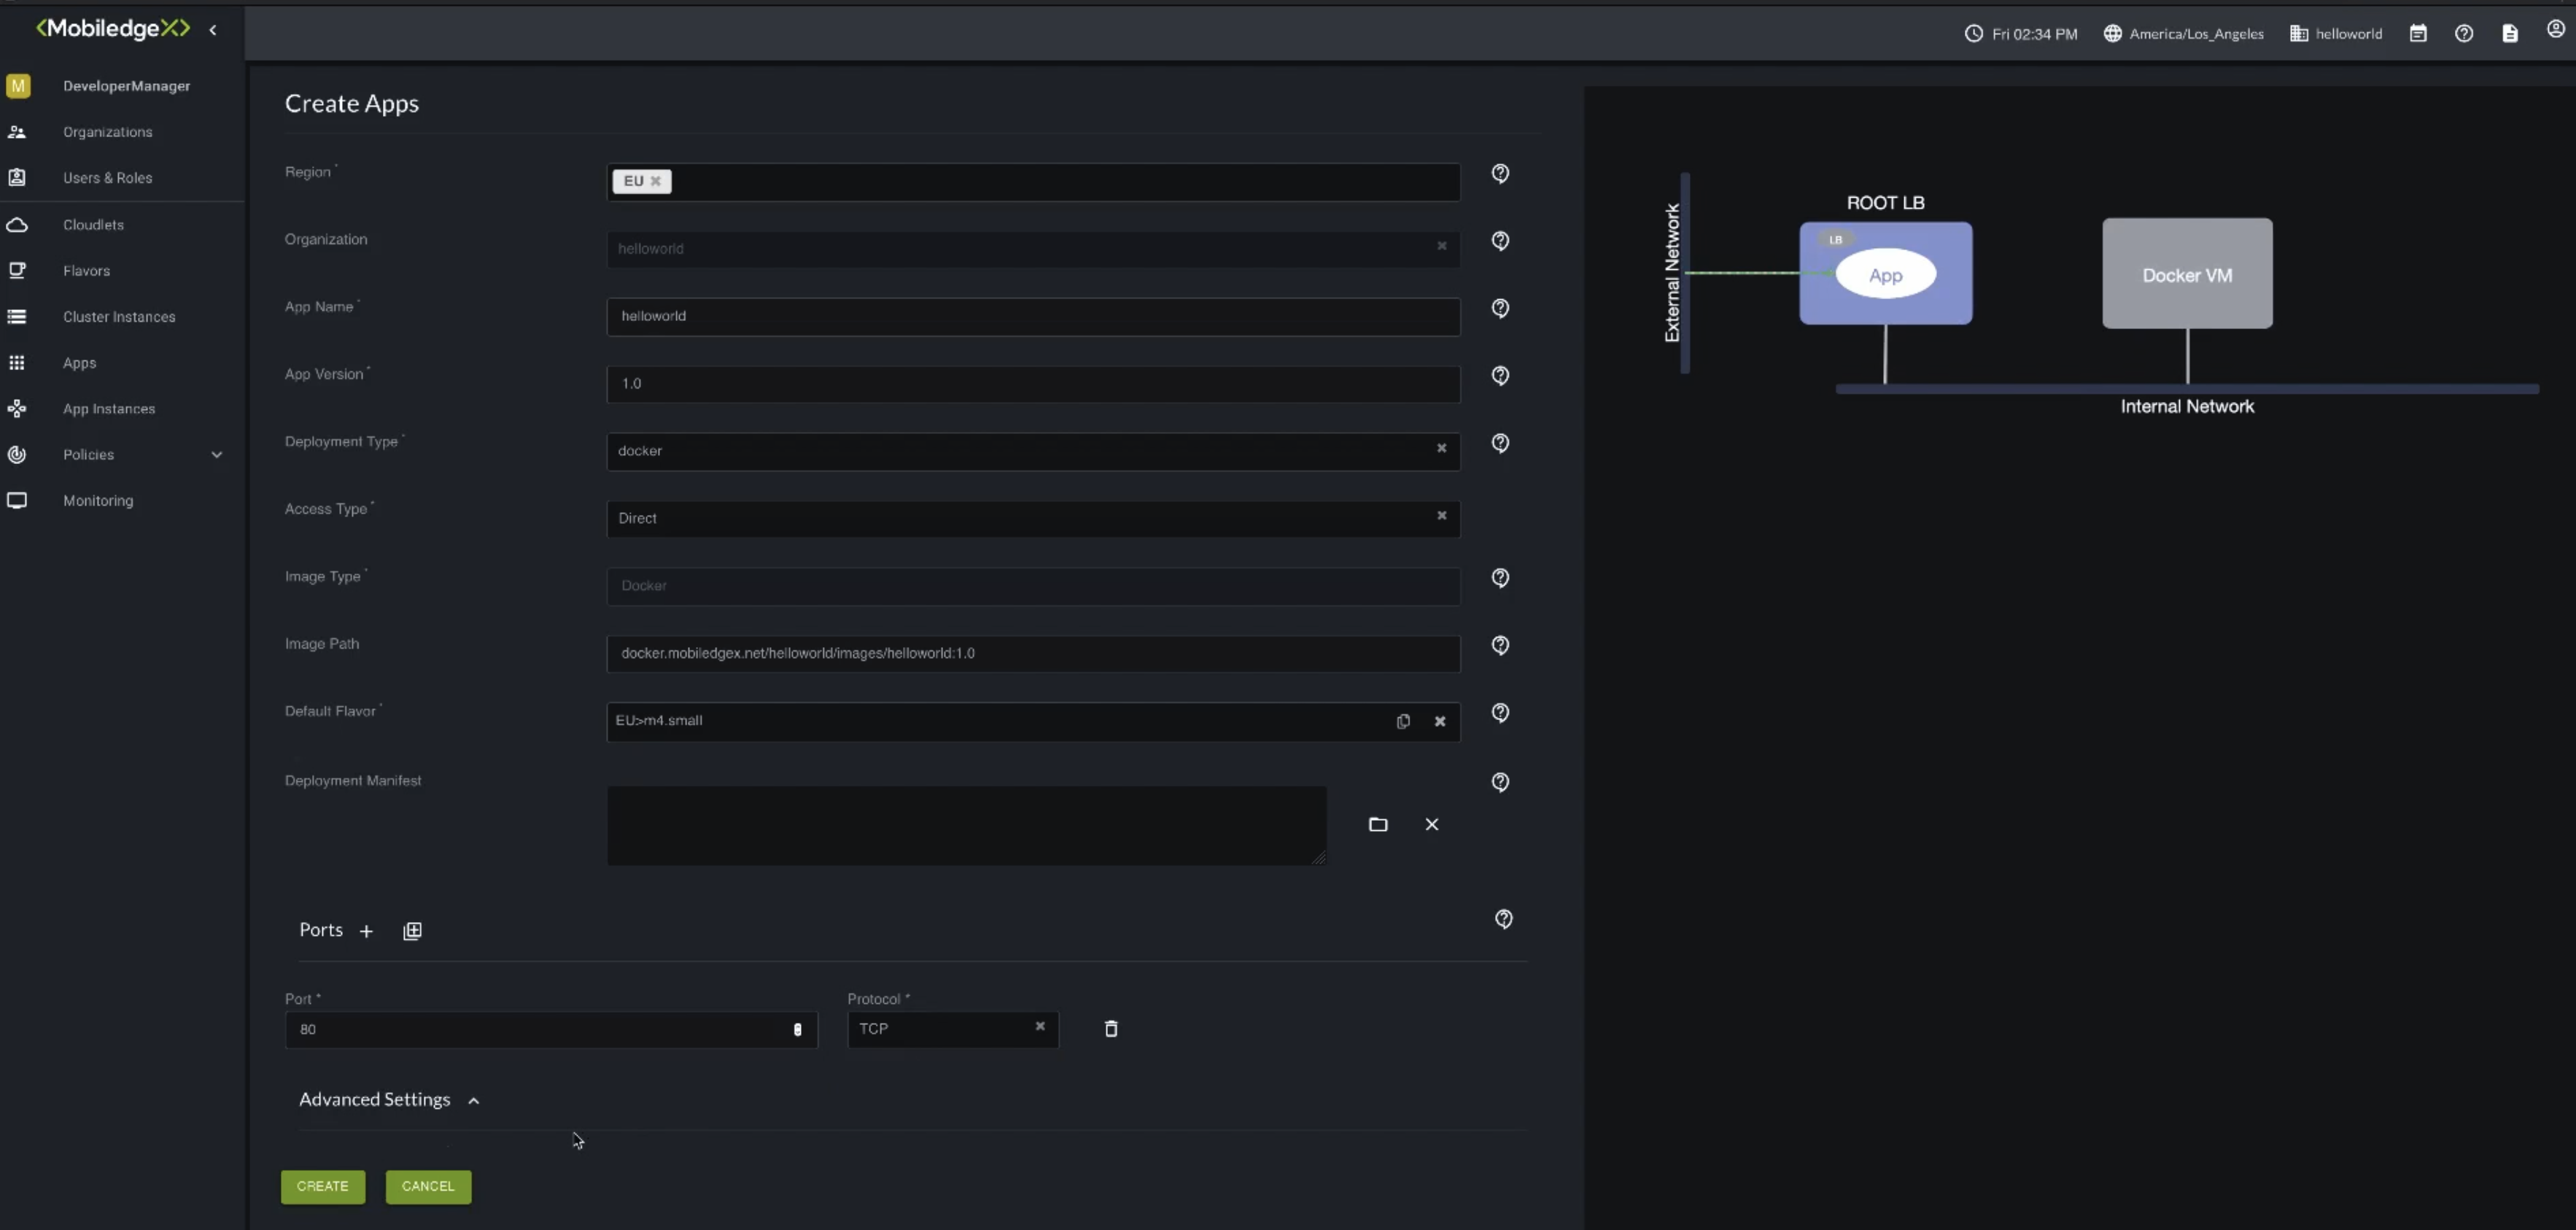 <MobiledgeX>
Fri 02:34 PM
America/Los_Angeles
helloworld
M
DeveloperManager
Organizations
Users & Roles
Cloudlets
Flavors
Cluster Instances
Apps
App Instances
Policies
Monitoring
Create Apps
Region *
EU
Organization
helloworld
App Name *
helloworld
App Version *
1.0
Deployment Type *
docker
Access Type *
Direct
Image Type *
Docker
Image Path
docker.mobiledgex.net/helloworld/images/helloworld:1.0
Default Flavor *
EU>m4.small
Deployment Manifest
Ports +
Port *
80
Protocol *
TCP
Advanced Settings
CREATE
CANCEL
External Network
ROOT LB
LB
App
Docker VM
Internal Network